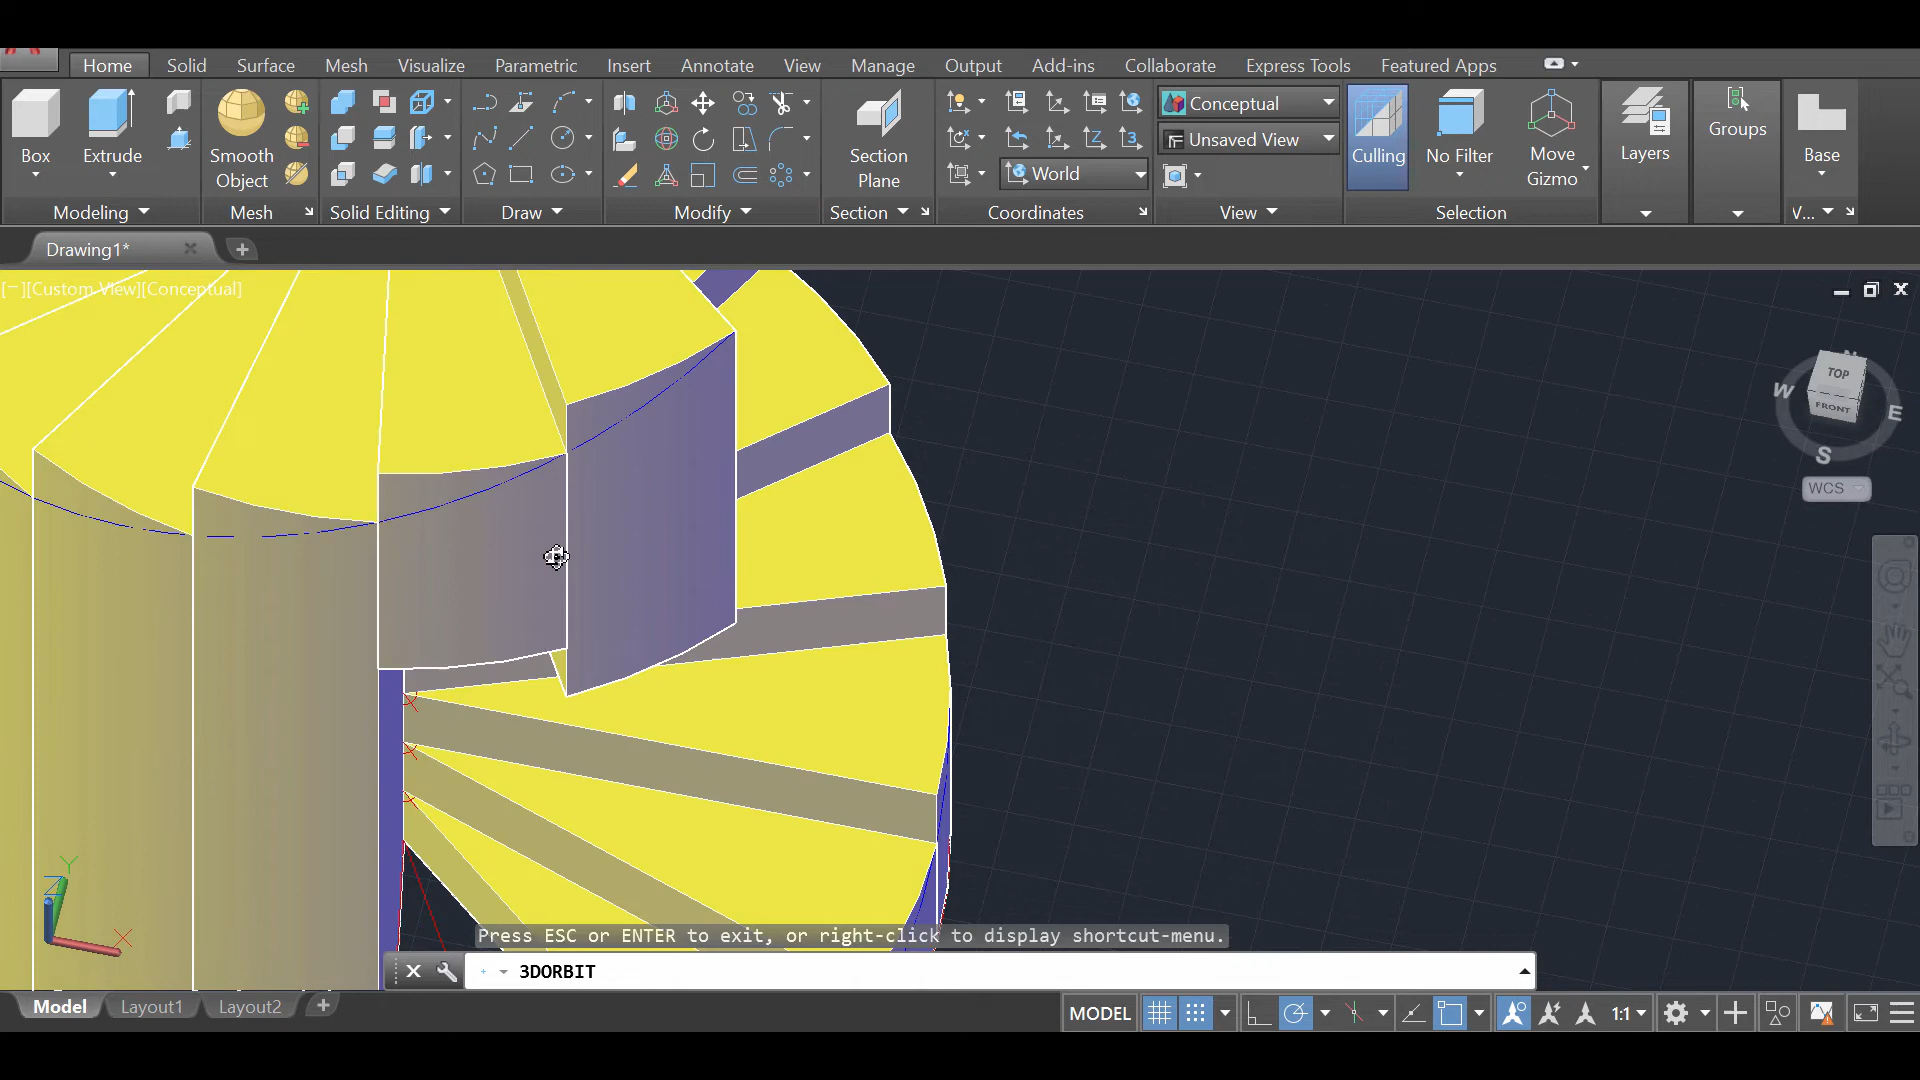 Home Solid Surface Mesh Visualize Parametric Insert Annotate View Manage Output Add-ins Collaborate Express Tools Featured Apps
Box Extrude Smooth Object Section Plane Conceptual Unsaved View World Culling No Filter Move Gizmo Layers Groups Base
Modeling Mesh Solid Editing Draw Modify Section Coordinates View Selection V...
Drawing1*
[−][Custom View][Conceptual]
N
TOP
FRONT
W
E
S
WCS
Y
Z
X
Press ESC or ENTER to exit, or right-click to display shortcut-menu.
3DORBIT
Model Layout1 Layout2 MODEL 1:1